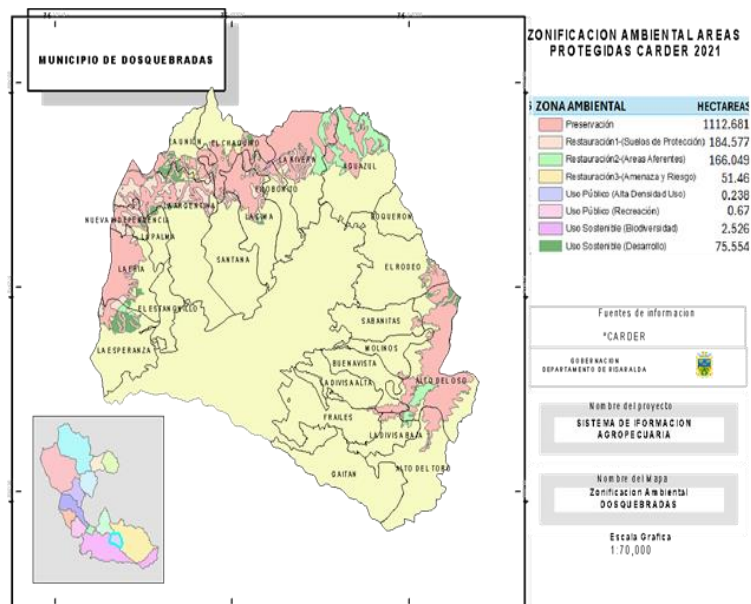 MUNICIPIO DE DOSQUEBRADAS
ZONIFICACION AMBIENTAL AREAS
PROTEGIDAS CARDER 2021
ZONA AMBIENTAL HECTAREAS
Preservación 1112.681
Restauración1-(Suelos de Protección) 184.577
Restauración2-(Areas Aferentes) 166.049
Restauración3-(Amenaza y Riesgo) 51.46
Uso Público (Alta Densidad Uso) 0.238
Uso Público (Recreación) 0.67
Uso Sostenible (Biodiversidad) 2.526
Uso Sostenible (Desarrollo) 75.554
LA UNIÓN
EL CHAQUIRO
LA RIVERA
AGUAZUL
FILOBONITO
ARGENTINA
NUEVA INDEPENDENCIA
LA CIMA
BOQUERON
LA PALMA
SANTANA
LA FRIA
EL RODEO
EL ESTANQUILLO
SABANITAS
LA ESPERANZA
MOLINOS
BUENAVISTA
LA DIVISA ALTA
ALTO DEL OSO
FRAILES
LA DIVISA BAJA
GAITAN
ALTO DEL TORO
Fuentes de informacion
*CARDER
GOBERNACION
DEPARTAMENTO DE RISARALDA
Nombre del proyecto
SISTEMA DE IFORMACION
AGROPECUARIA
Nombre del Mapa
Zonificacion Ambiental
DOSQUEBRADAS
Escala Grafica
1:70,000